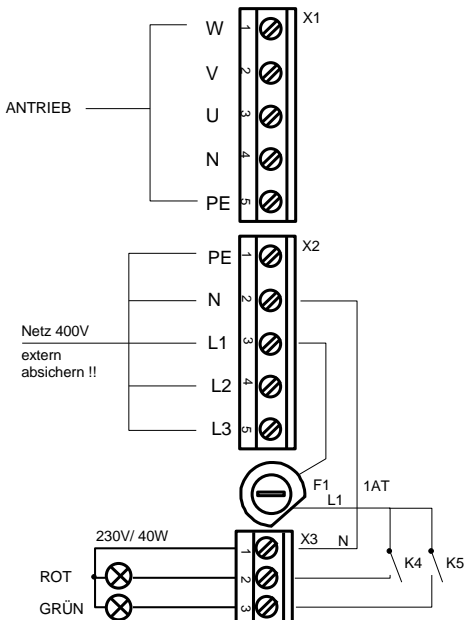 X1
W 1
V 2
ANTRIEB
U 3
N 4
PE 5
X2
PE 1
N 2
Netz 400V
L1 3
extern
absichern !!
L2 4
L3 5
F1 1AT
L1
230V/ 40W
1 X3 N
K4 K5
ROT 2
GRÜN 3